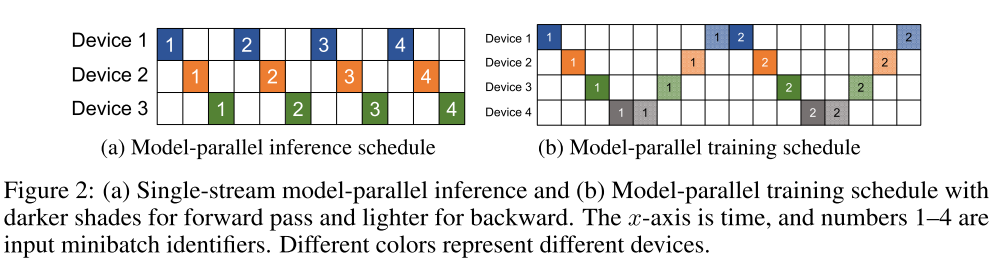 Device 1 1 2 3 4
Device 2 1 2 3 4
Device 3 1 2 3 4
(a) Model-parallel inference schedule
Device 1 1 1 2 2
Device 2 1 1 2 2
Device 3 1 1 2 2
Device 4 1 1 2 2
(b) Model-parallel training schedule
Figure 2: (a) Single-stream model-parallel inference and (b) Model-parallel training schedule with
darker shades for forward pass and lighter for backward. The x-axis is time, and numbers 1–4 are
input minibatch identifiers. Different colors represent different devices.